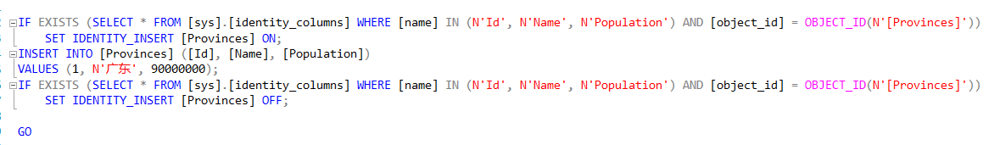 IF EXISTS (SELECT * FROM [sys].[identity_columns] WHERE [name] IN (N'Id', N'Name', N'Population') AND [object_id] = OBJECT_ID(N'[Provinces]'))
    SET IDENTITY_INSERT [Provinces] ON;
INSERT INTO [Provinces] ([Id], [Name], [Population])
VALUES (1, N'广东', 90000000);
IF EXISTS (SELECT * FROM [sys].[identity_columns] WHERE [name] IN (N'Id', N'Name', N'Population') AND [object_id] = OBJECT_ID(N'[Provinces]'))
    SET IDENTITY_INSERT [Provinces] OFF;
GO